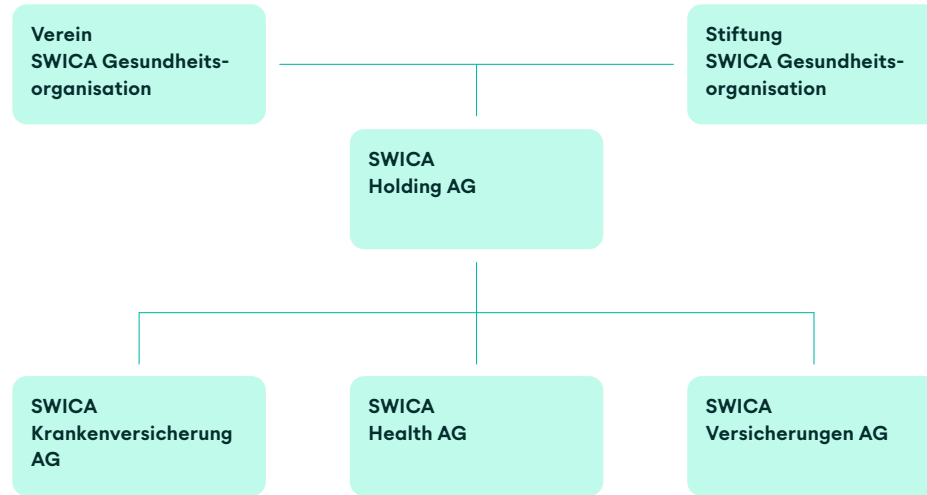 Verein
SWICA Gesundheits-
organisation
Stiftung
SWICA Gesundheits-
organisation
SWICA
Holding AG
SWICA
Krankenversicherung
AG
SWICA
Health AG
SWICA
Versicherungen AG